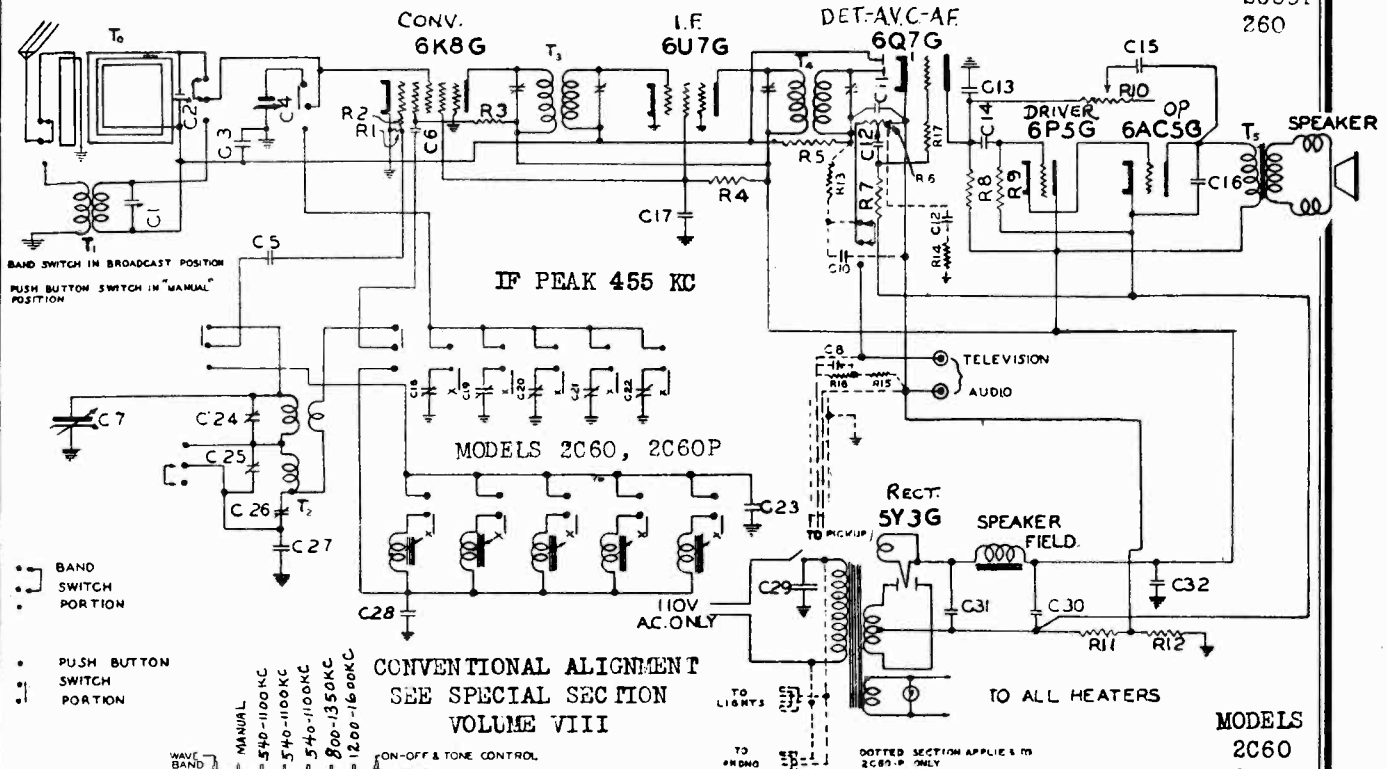 260
CONV.
6K8G
I.F.
6U7G
DET-A.V.C-A.F.
6Q7G
C15
R10
T0
T3
T4
C2
C4
C3
R2
R1
C6
R3
C11
C12
R17
R5
R13
R6
R7
C13
C14
DRIVER
6P5G
OP
6AC5G
T5
SPEAKER
R8
R9
C16
R4
C17
C12
R14
C10
C1
T1
C5
BAND SWITCH IN BROADCAST POSITION
PUSH BUTTON SWITCH IN "MANUAL"
POSITION
IF PEAK 455 KC
C8
R16
R15
TELEVISION
AUDIO
C18
C19
C20
C21
C22
C7
C24
C25
C26
T2
C27
MODELS 2C60, 2C60P
C23
TO PICKUP
RECT.
5Y3G
SPEAKER
FIELD.
BAND
SWITCH
PORTION
C28
110V
A.C. ONLY
C29
C31
C30
C32
R11
R12
PUSH BUTTON
SWITCH
PORTION
CONVENTIONAL ALIGNMENT
SEE SPECIAL SECTION
VOLUME VIII
TO
LIGHTS
TO ALL HEATERS
MODELS
2C60
MANUAL
540-1100KC
540-1100KC
540-1100KC
800-1350KC
1200-1600KC
WAVE
BAND
ON-OFF & TONE CONTROL
TO
PHONO
DOTTED SECTION APPLIES TO
2C60-P ONLY